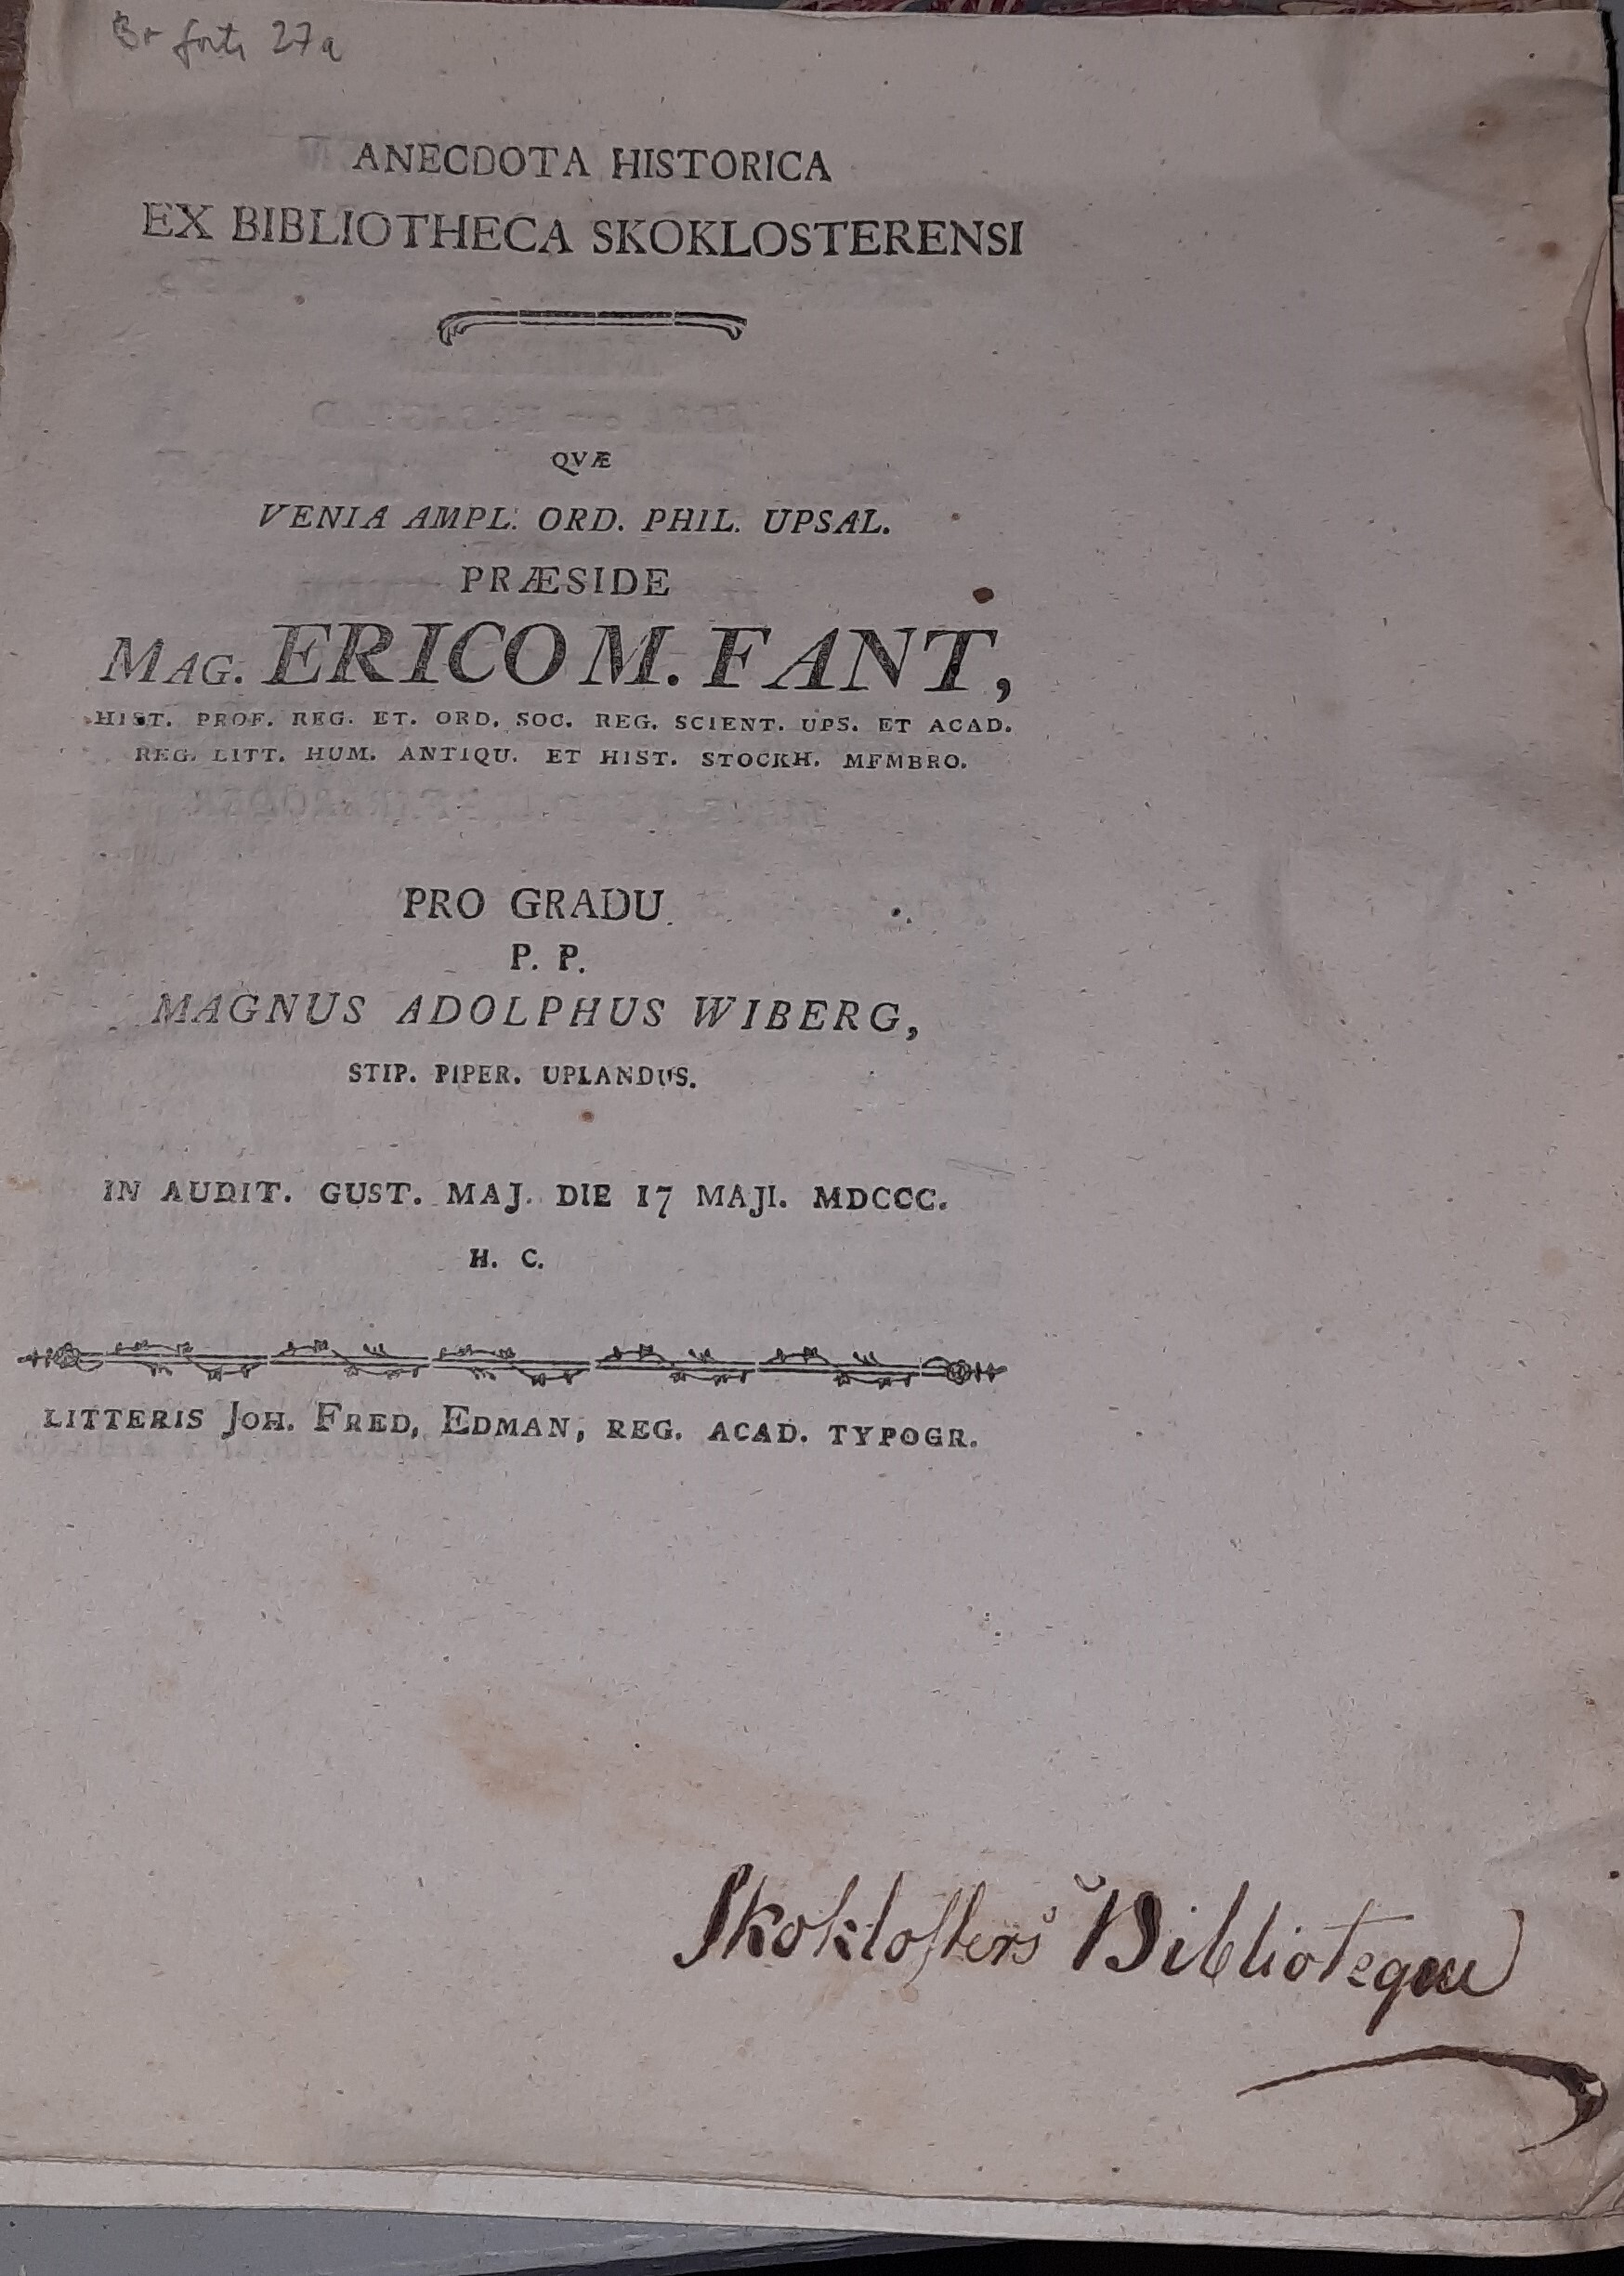 27a
ANECDOTA HISTORICA
EX BIBLIOTHECA SKOKLOSTERENSI
QVÆ
VENIA AMPL. ORD. PHIL. UPSAL.
PRÆSIDE
MAG. ERICO M. FANT,
HIST. PROF. REG. ET. ORD. SOC. REG. SCIENT. UPS. ET ACAD.
REG. LITT. HUM. ANTIQU. ET HIST. STOCKH. MEMBRO.
PRO GRADU
P. P.
MAGNUS ADOLPHUS WIBERG,
STIP. PIPER. UPLANDUS.
IN AUDIT. GUST. MAJ. DIE 17 MAJI. MDCCC.
H. C.
LITTERIS JOH. FRED, EDMAN, REG. ACAD. TYPOGR.
Skoklosters Biblioteque